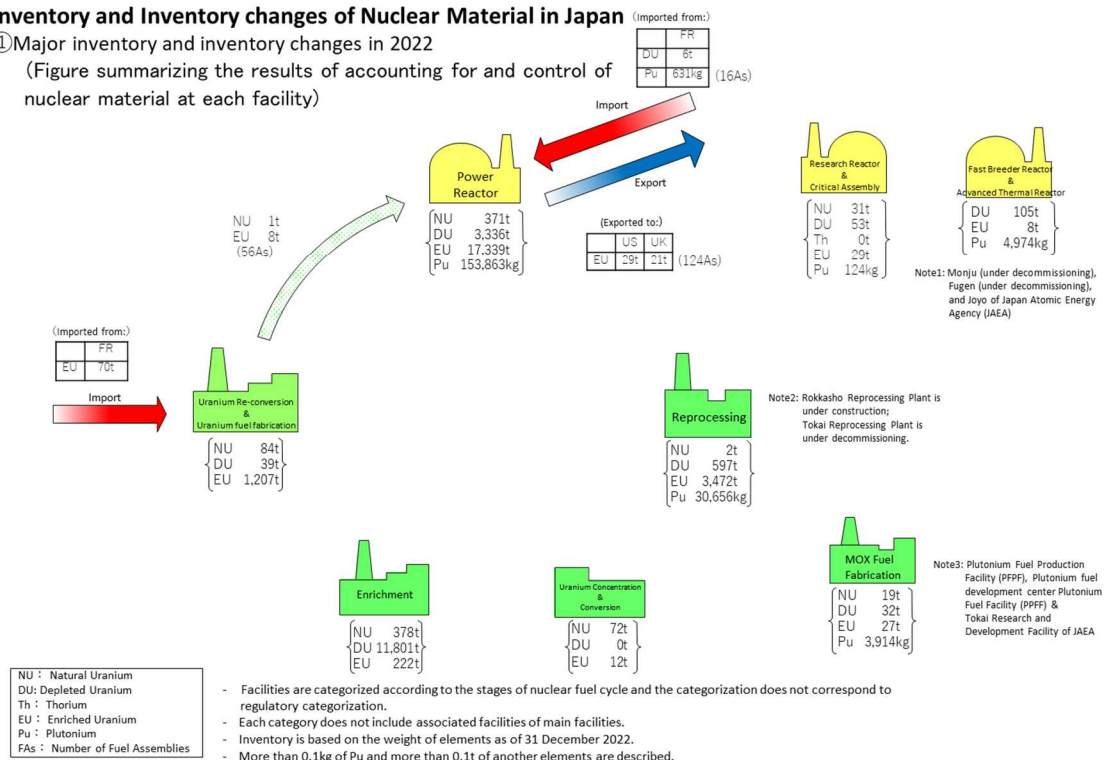 nventory and Inventory changes of Nuclear Material in Japan
①Major inventory and inventory changes in 2022
(Figure summarizing the results of accounting for and control of
nuclear material at each facility)
(Imported from:)
FR
DU 6t
Pu 631kg (16As)
Import
Export
Power
Reactor
NU 371t
DU 3,336t
EU 17,339t
Pu 153,863kg
(Exported to:)
US UK
EU 29t 21t (124As)
Research Reactor
&
Critical Assembly
NU 31t
DU 53t
Th 0t
EU 29t
Pu 124kg
Fast Breeder Reactor
&
Advanced Thermal Reactor
DU 105t
EU 8t
Pu 4,974kg
Note1: Monju (under decommissioning),
Fugen (under decommissioning),
and Joyo of Japan Atomic Energy
Agency (JAEA)
NU 1t
EU 8t
(56As)
(Imported from:)
FR
EU 70t
Import
Uranium Re-conversion
&
Uranium fuel fabrication
NU 84t
DU 39t
EU 1,207t
Reprocessing
NU 2t
DU 597t
EU 3,472t
Pu 30,656kg
Note2: Rokkasho Reprocessing Plant is
under construction;
Tokai Reprocessing Plant is
under decommissioning.
Enrichment
NU 378t
DU 11,801t
EU 222t
Uranium Concentration
&
Conversion
NU 72t
DU 0t
EU 12t
MOX Fuel
Fabrication
NU 19t
DU 32t
EU 27t
Pu 3,914kg
Note3: Plutonium Fuel Production
Facility (PFPF), Plutonium fuel
development center Plutonium
Fuel Facility (PPFF) &
Tokai Research and
Development Facility of JAEA
NU： Natural Uranium
DU: Depleted Uranium
Th： Thorium
EU： Enriched Uranium
Pu： Plutonium
FAs： Number of Fuel Assemblies
- Facilities are categorized according to the stages of nuclear fuel cycle and the categorization does not correspond to
regulatory categorization.
- Each category does not include associated facilities of main facilities.
- Inventory is based on the weight of elements as of 31 December 2022.
- More than 0.1kg of Pu and more than 0.1t of another elements are described.